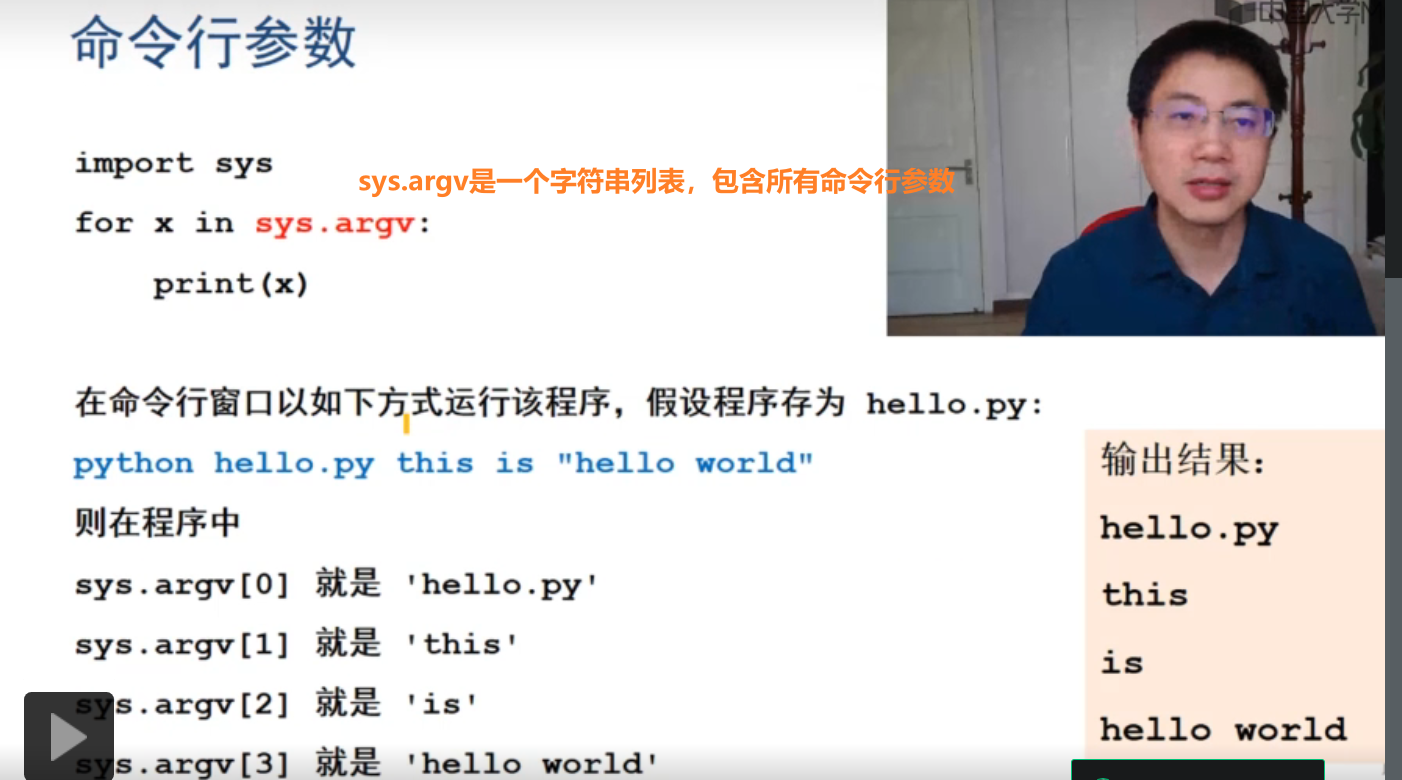 命令行参数
import sys
sys.argv是一个字符串列表，包含所有命令行参数
for x in sys.argv:
print(x)
在命令行窗口以如下方式运行该程序，假设程序存为 hello.py:
python hello.py this is "hello world"
则在程序中
sys.argv[0] 就是 'hello.py'
sys.argv[1] 就是 'this'
sys.argv[2] 就是 'is'
sys.argv[3] 就是 'hello world'
输出结果:
hello.py
this
is
hello world